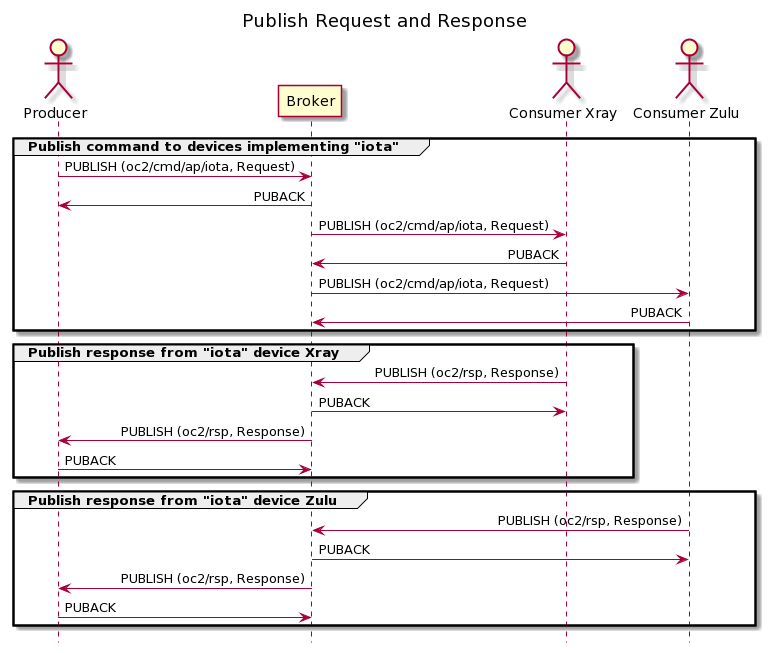 Publish Request and Response
Producer
Broker
Consumer Xray
Consumer Zulu
Publish command to devices implementing "iota"
PUBLISH (oc2/cmd/ap/iota, Request)
PUBACK
PUBLISH (oc2/cmd/ap/iota, Request)
PUBACK
PUBLISH (oc2/cmd/ap/iota, Request)
PUBACK
Publish response from "iota" device Xray
PUBLISH (oc2/rsp, Response)
PUBACK
PUBLISH (oc2/rsp, Response)
PUBACK
Publish response from "iota" device Zulu
PUBLISH (oc2/rsp, Response)
PUBACK
PUBLISH (oc2/rsp, Response)
PUBACK